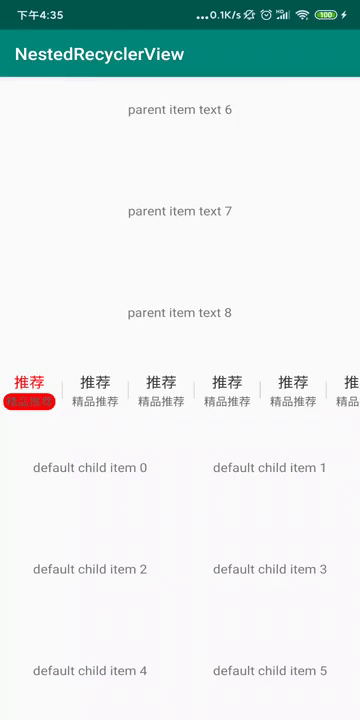 下午4:35 ...0.1K/s HD 100
NestedRecyclerView
parent item text 6
parent item text 7
parent item text 8
推荐 推荐 推荐 推荐 推荐 推
精品推荐 精品推荐 精品推荐 精品推荐 精品推荐 精品
default child item 0 default child item 1
default child item 2 default child item 3
default child item 4 default child item 5